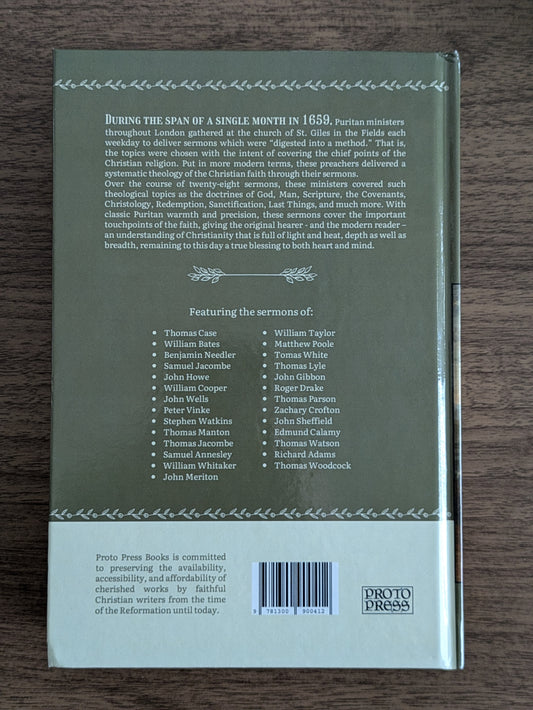 DURING THE SPAN OF A SINGLE MONTH IN 1659, Puritan ministers
throughout London gathered at the church of St. Giles in the Fields each
weekday to deliver sermons which were “digested into a method.” That is,
the topics were chosen with the intent of covering the chief points of the
Christian religion. Put in more modern terms, these preachers delivered a
systematic theology of the Christian faith through their sermons.
Over the course of twenty-eight sermons, these ministers covered such
theological topics as the doctrines of God, Man, Scripture, the Covenants,
Christology, Redemption, Sanctification, Last Things, and much more. With
classic Puritan warmth and precision, these sermons cover the important
touchpoints of the faith, giving the original hearer - and the modern reader –
an understanding of Christianity that is full of light and heat, depth as well as
breadth, remaining to this day a true blessing to both heart and mind.
Featuring the sermons of:
• Thomas Case
• William Bates
• Benjamin Needler
• Samuel Jacombe
• John Howe
• William Cooper
• John Wells
• Peter Vinke
• Stephen Watkins
• Thomas Manton
• Thomas Jacombe
• Samuel Annesley
• William Whitaker
• John Meriton
• William Taylor
• Matthew Poole
• Tomas White
• Thomas Lyle
• John Gibbon
• Roger Drake
• Thomas Parson
• Zachary Crofton
• John Sheffield
• Edmund Calamy
• Thomas Watson
• Richard Adams
• Thomas Woodcock
Proto Press Books is committed
to preserving the availability,
accessibility, and affordability of
cherished works by faithful
Christian writers from the time
of the Reformation until today.
9 781300 900412
PROTO
PRESS